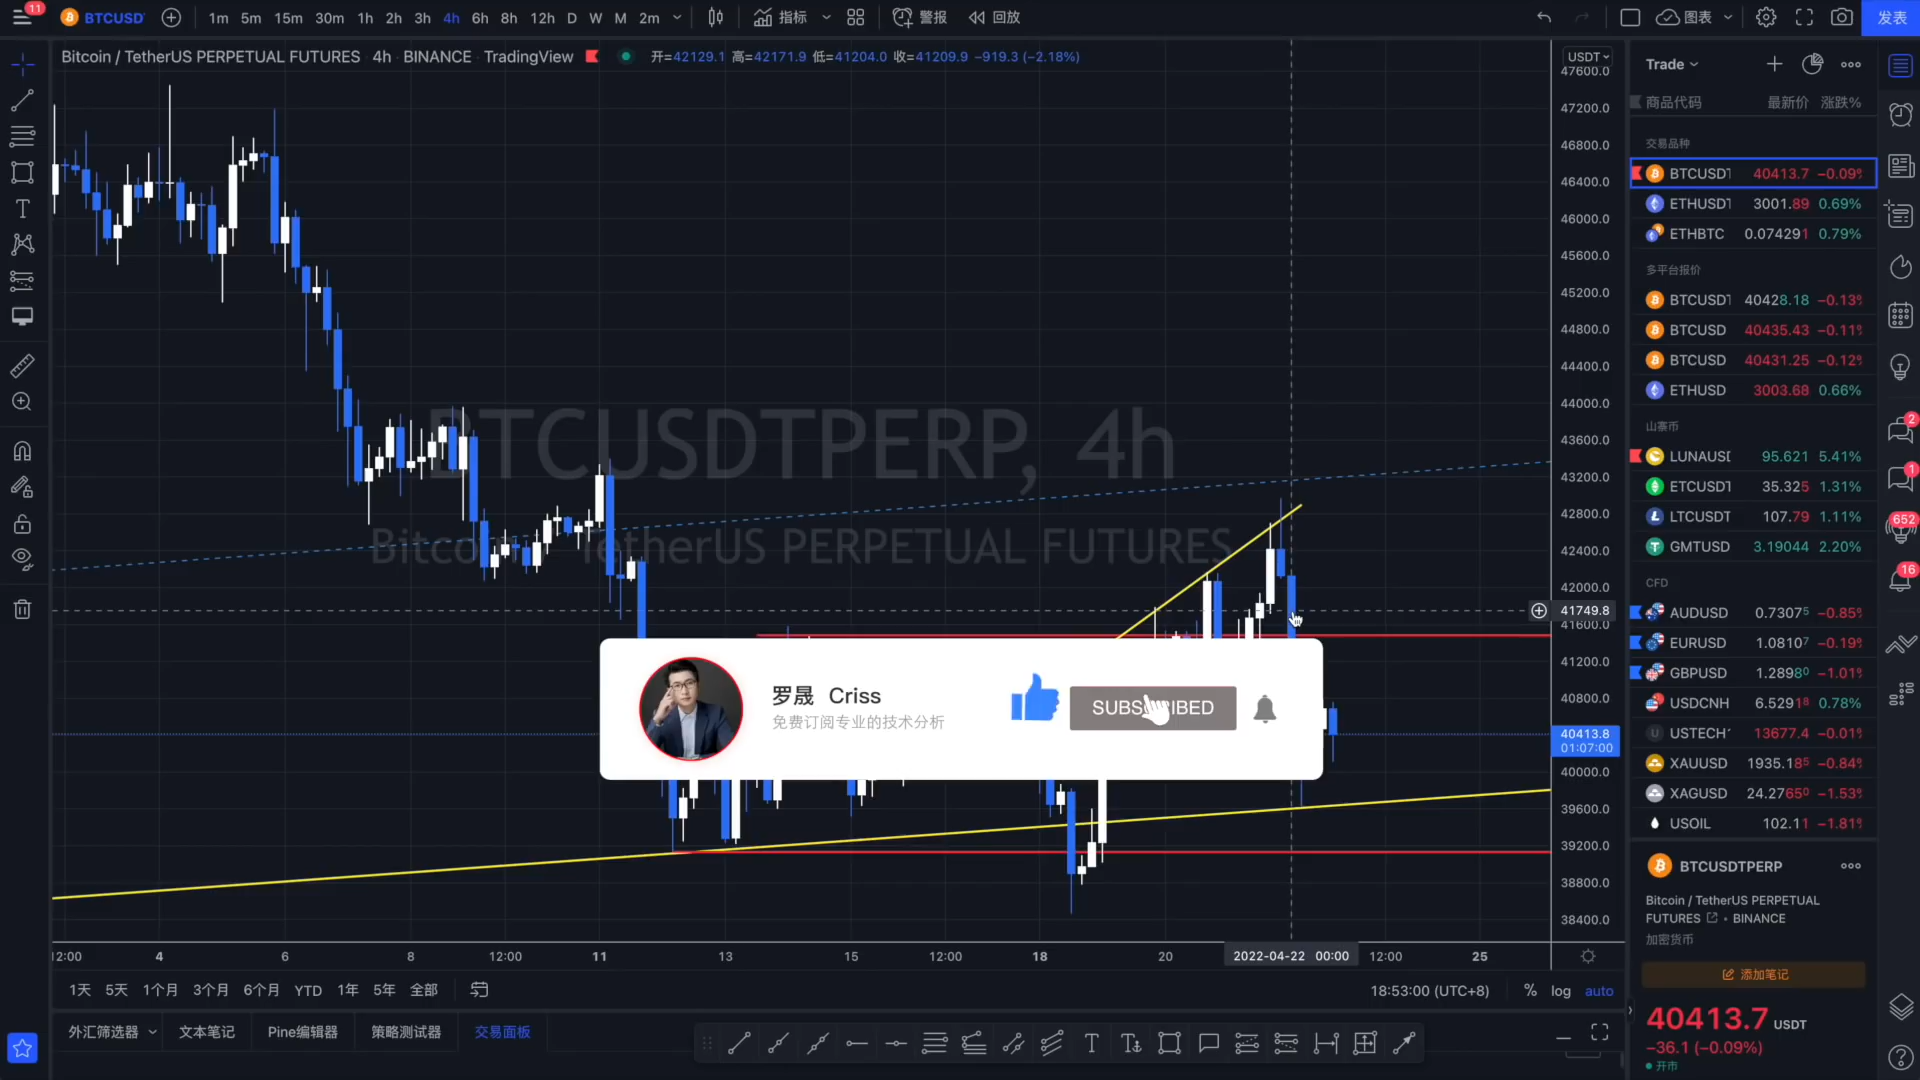 11
BTCUSDT
1m 5m 15m 30m 1h 2h 3h 4h 6h 8h 12h D W M 2m
指标
警报
回放
图表
发表
Bitcoin / TetherUS PERPETUAL FUTURES 4h BINANCE TradingView
开=42129.1 高=42171.9 低=41204.0 收=41209.9 -919.3 (-2.18%)
BTCUSDTPERP, 4h
Bitcoin / TetherUS PERPETUAL FUTURES
USDT
47600.0
47200.0
46800.0
46400.0
46000.0
45600.0
45200.0
44800.0
44400.0
44000.0
43600.0
43200.0
42800.0
42400.0
42000.0
41749.8
41600.0
41200.0
40800.0
40413.8
01:07:00
40000.0
39600.0
39200.0
38800.0
38400.0
罗晟 Criss
免费订阅专业的技术分析
SUBSCRIBED
12:00 4 6 8 12:00 11 13 15 12:00 18 20 2022-04-22 00:00 12:00 25
1天 5天 1个月 3个月 6个月 YTD 1年 5年 全部
18:53:00 (UTC+8) % log auto
外汇筛选器 文本笔记 Pine编辑器 策略测试器 交易面板
Trade
商品代码 最新价 涨跌%
交易品种
BTCUSDT 40413.7 -0.09%
ETHUSDT 3001.89 0.69%
ETHBTC 0.074291 0.79%
多平台报价
BTCUSDT 40428.18 -0.13%
BTCUSD 40435.43 -0.11%
BTCUSD 40431.25 -0.12%
ETHUSD 3003.68 0.66%
山寨币
LUNAUSD 95.621 5.41%
ETCUSDT 35.325 1.31%
LTCUSDT 107.79 1.11%
GMTUSD 3.19044 2.20%
CFD
AUDUSD 0.73075 -0.85%
EURUSD 1.08107 -0.19%
GBPUSD 1.28980 -1.01%
USDCNH 6.52918 0.78%
USTECH 13677.4 -0.01%
XAUUSD 1935.185 -0.84%
XAGUSD 24.27650 -1.53%
USOIL 102.11 -1.81%
BTCUSDTPERP
Bitcoin / TetherUS PERPETUAL
FUTURES • BINANCE
加密货币
添加笔记
40413.7 USDT
-36.1 (-0.09%)
开市
2
1
652
16